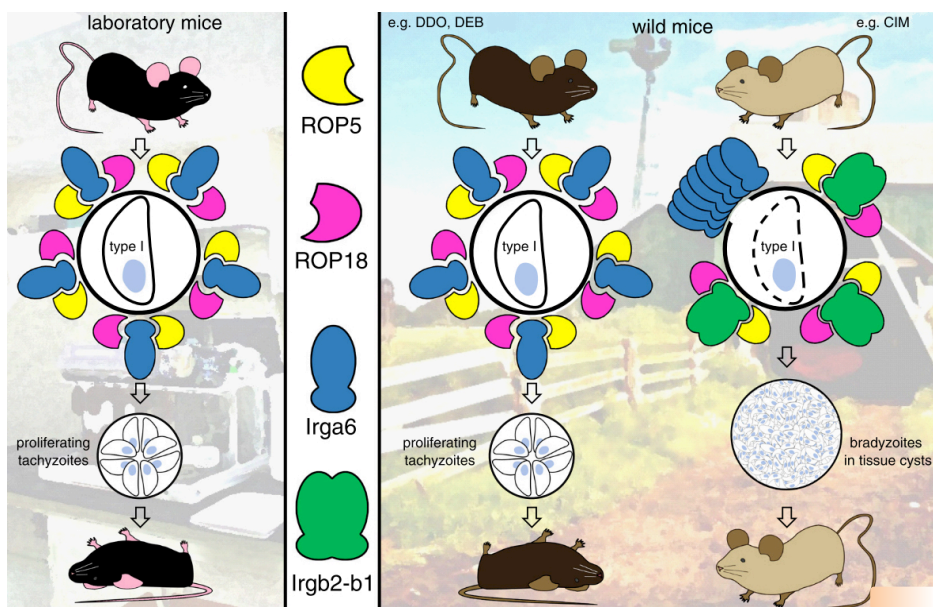 laboratory mice
type I
proliferating
tachyzoites
ROP5
ROP18
Irga6
Irgb2-b1
e.g. DDO, DEB
wild mice
e.g. CIM
type I
type I
proliferating
tachyzoites
bradyzoites
in tissue cysts